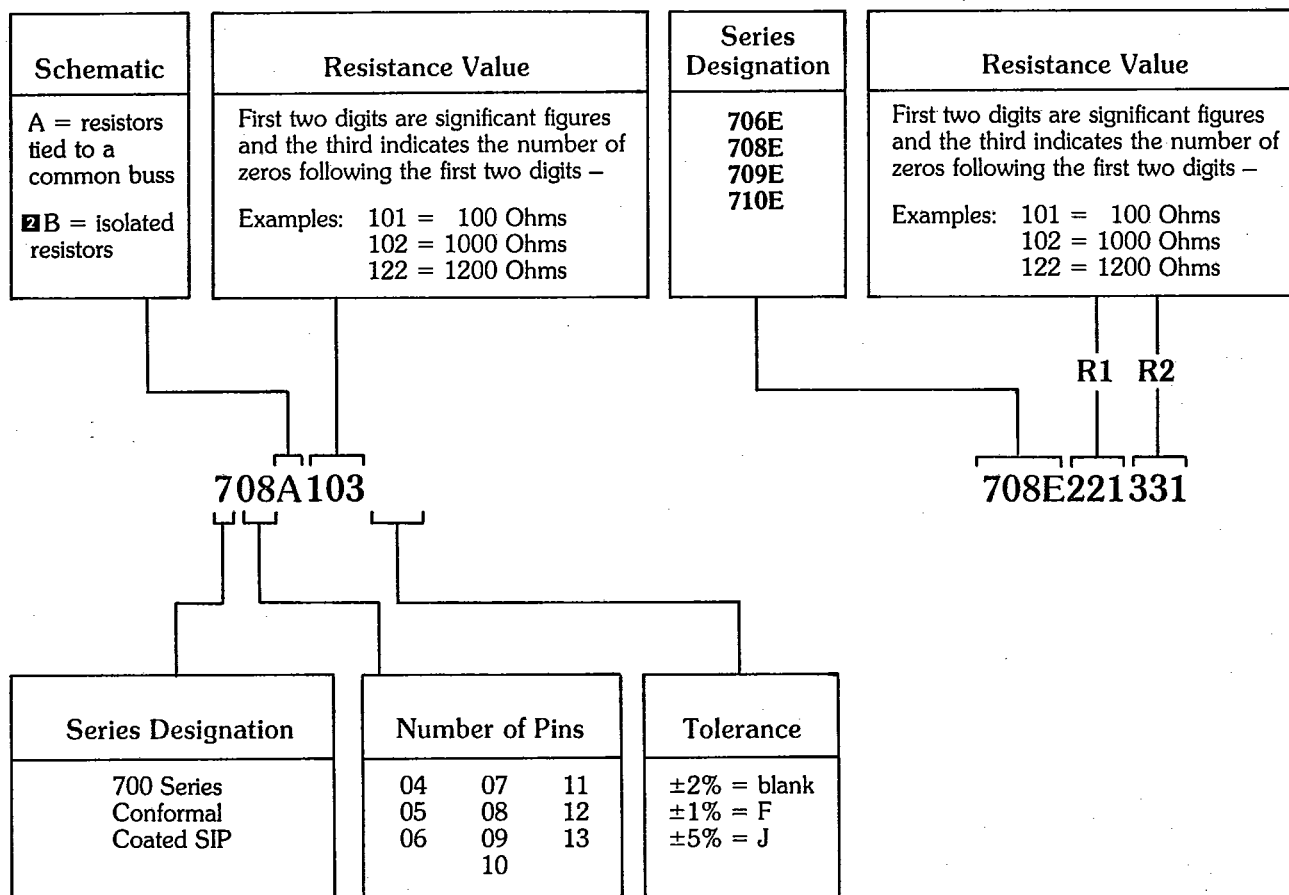 Schematic
A = resistors
tied to a
common buss
2 B = isolated
resistors
Resistance Value
First two digits are significant figures
and the third indicates the number of
zeros following the first two digits –
Examples: 101 = 100 Ohms
102 = 1000 Ohms
122 = 1200 Ohms
Series
Designation
706E
708E
709E
710E
Resistance Value
First two digits are significant figures
and the third indicates the number of
zeros following the first two digits –
Examples: 101 = 100 Ohms
102 = 1000 Ohms
122 = 1200 Ohms
R1 R2
708A103
708E221331
Series Designation
700 Series
Conformal
Coated SIP
Number of Pins
04 07 11
05 08 12
06 09 13
10
Tolerance
±2% = blank
±1% = F
±5% = J